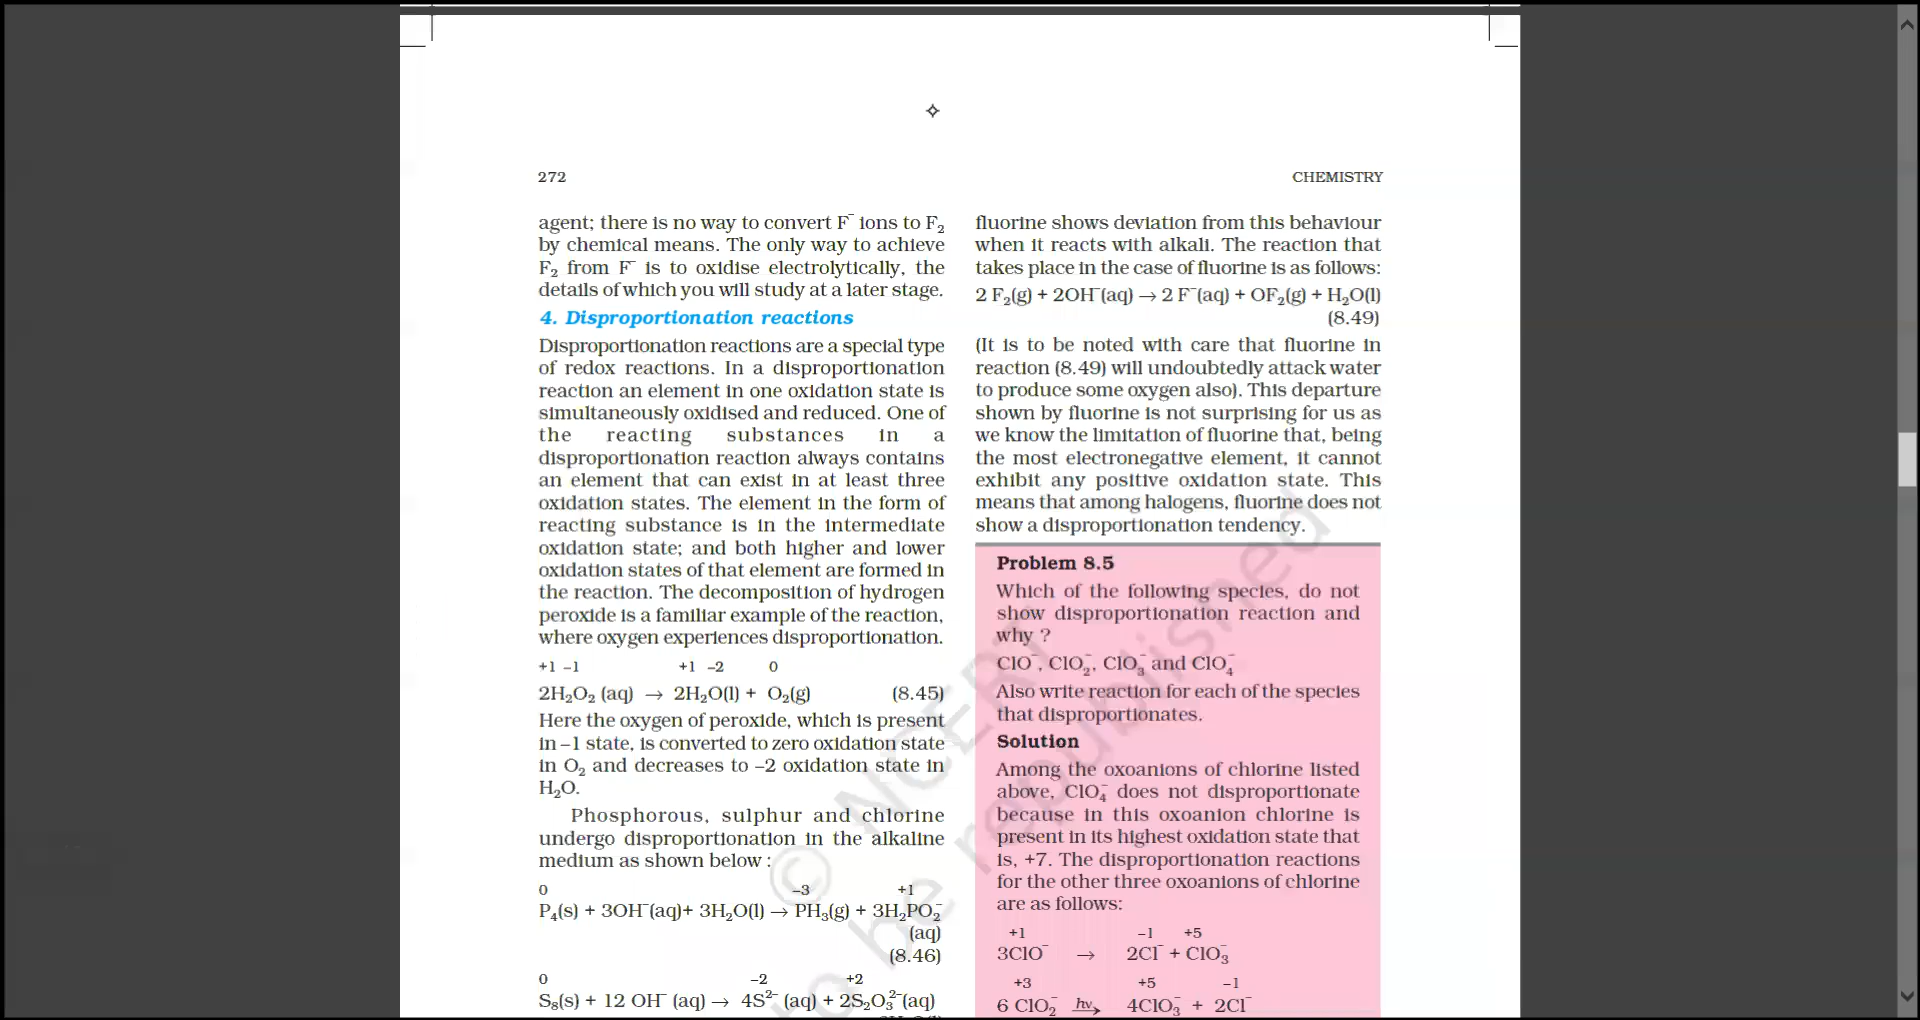 272
CHEMISTRY
agent; there is no way to convert F⁻ ions to F₂
by chemical means. The only way to achieve
F₂ from F⁻ is to oxidise electrolytically, the
details of which you will study at a later stage.
4. Disproportionation reactions
Disproportionation reactions are a special type
of redox reactions. In a disproportionation
reaction an element in one oxidation state is
simultaneously oxidised and reduced. One of
the reacting substances in a
disproportionation reaction always contains
an element that can exist in at least three
oxidation states. The element in the form of
reacting substance is in the intermediate
oxidation state; and both higher and lower
oxidation states of that element are formed in
the reaction. The decomposition of hydrogen
peroxide is a familiar example of the reaction,
where oxygen experiences disproportionation.
+1 –1 +1 –2 0
2H₂O₂ (aq) → 2H₂O(l) + O₂(g) (8.45)
Here the oxygen of peroxide, which is present
in –1 state, is converted to zero oxidation state
in O₂ and decreases to –2 oxidation state in
H₂O.
Phosphorous, sulphur and chlorine
undergo disproportionation in the alkaline
medium as shown below :
0 –3 +1
P₄(s) + 3OH⁻(aq)+ 3H₂O(l) → PH₃(g) + 3H₂PO₂⁻
(aq)
(8.46)
0 –2 +2
S₈(s) + 12 OH⁻ (aq) → 4S²⁻ (aq) + 2S₂O₃²⁻(aq)
fluorine shows deviation from this behaviour
when it reacts with alkali. The reaction that
takes place in the case of fluorine is as follows:
2 F₂(g) + 2OH⁻(aq) → 2 F⁻(aq) + OF₂(g) + H₂O(l)
(8.49)
(It is to be noted with care that fluorine in
reaction (8.49) will undoubtedly attack water
to produce some oxygen also). This departure
shown by fluorine is not surprising for us as
we know the limitation of fluorine that, being
the most electronegative element, it cannot
exhibit any positive oxidation state. This
means that among halogens, fluorine does not
show a disproportionation tendency.
Problem 8.5
Which of the following species, do not
show disproportionation reaction and
why ?
ClO⁻, ClO₂⁻, ClO₃⁻ and ClO₄⁻
Also write reaction for each of the species
that disproportionates.
Solution
Among the oxoanions of chlorine listed
above, ClO₄⁻ does not disproportionate
because in this oxoanion chlorine is
present in its highest oxidation state that
is, +7. The disproportionation reactions
for the other three oxoanions of chlorine
are as follows:
+1 –1 +5
3ClO⁻ → 2Cl⁻ + ClO₃⁻
+3 +5 –1
6 ClO₂⁻ hν→ 4ClO₃⁻ + 2Cl⁻
© NCERT
to be republished